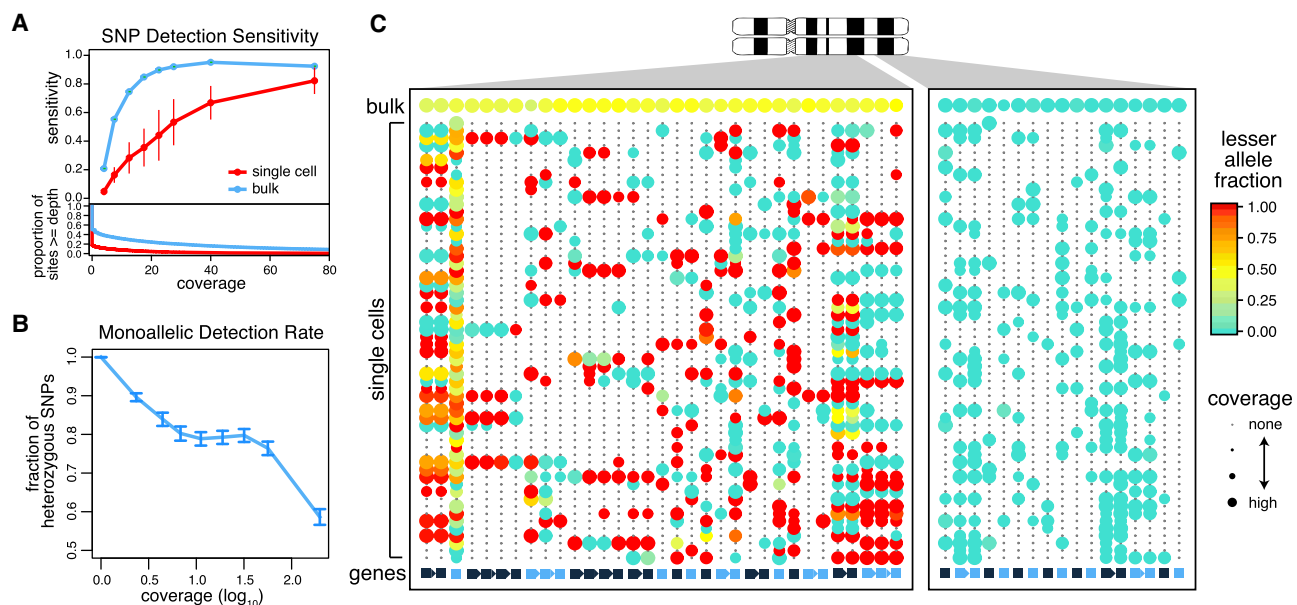 A
SNP Detection Sensitivity
sensitivity
1.0
0.8
0.6
0.4
0.2
0.0
single cell
bulk
proportion of
sites >= depth
1.0
0.8
0.6
0.4
0.2
0.0
0 20 40 60 80
coverage
B
Monoallelic Detection Rate
fraction of
heterozygous SNPs
1.0
0.9
0.8
0.7
0.6
0.5
0.0 0.5 1.0 1.5 2.0
coverage (log10)
C
bulk
single cells
genes
lesser
allele
fraction
1.00
0.75
0.50
0.25
0.00
coverage
none
high